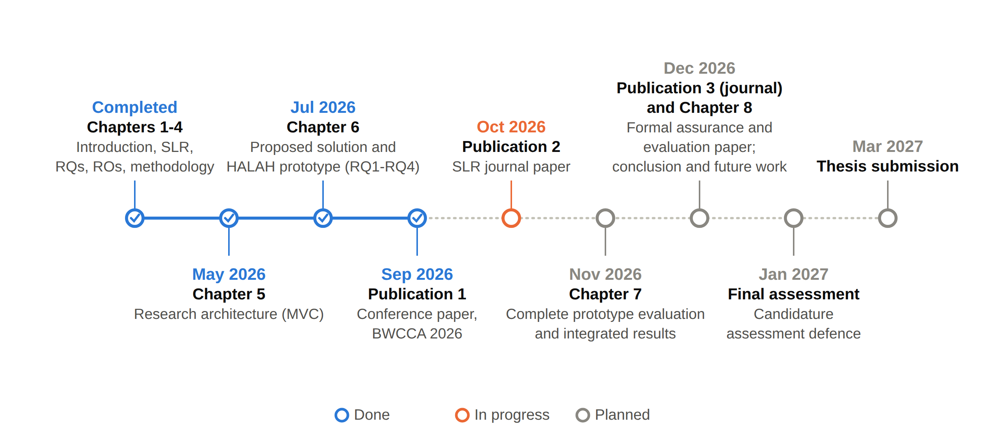 Completed
Chapters 1-4
Introduction, SLR,
RQs, ROs, methodology
May 2026
Chapter 5
Research architecture (MVC)
Jul 2026
Chapter 6
Proposed solution and
HALAH prototype (RQ1-RQ4)
Sep 2026
Publication 1
Conference paper,
BWCCA 2026
Oct 2026
Publication 2
SLR journal paper
Nov 2026
Chapter 7
Complete prototype evaluation
and integrated results
Dec 2026
Publication 3 (journal)
and Chapter 8
Formal assurance and
evaluation paper;
conclusion and future work
Jan 2027
Final assessment
Candidature
assessment defence
Mar 2027
Thesis submission
Done
In progress
Planned